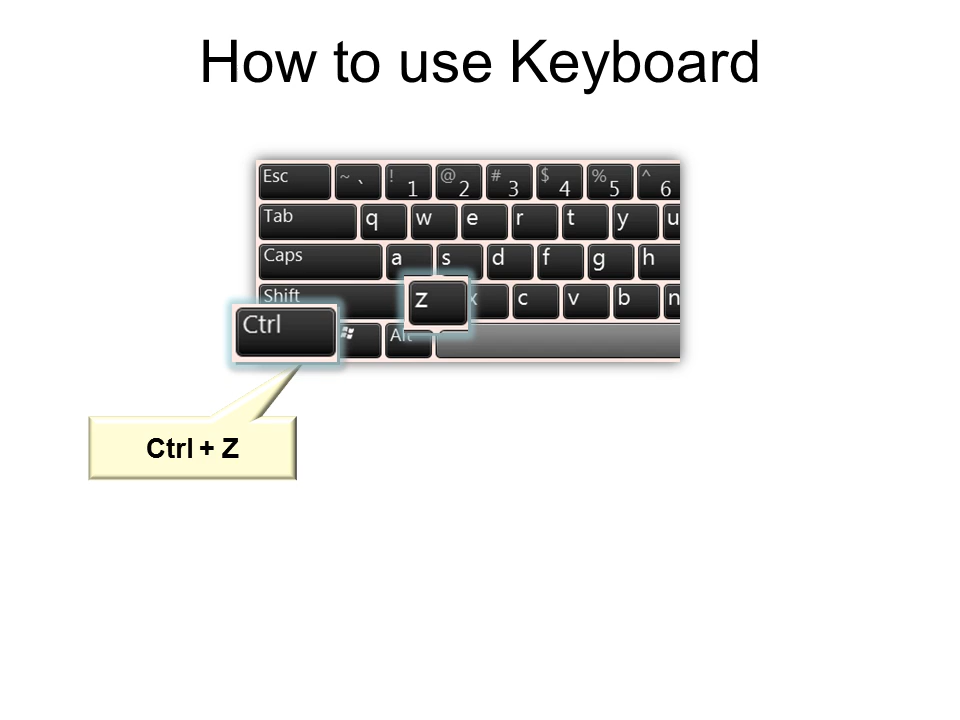 How to use Keyboard
Esc ~ ` ! 1 @ 2 # 3 $ 4 % 5 ^ 6
Tab q w e r t y u
Caps a s d f g h
Shift z x c v b n
Ctrl Alt
Ctrl + Z